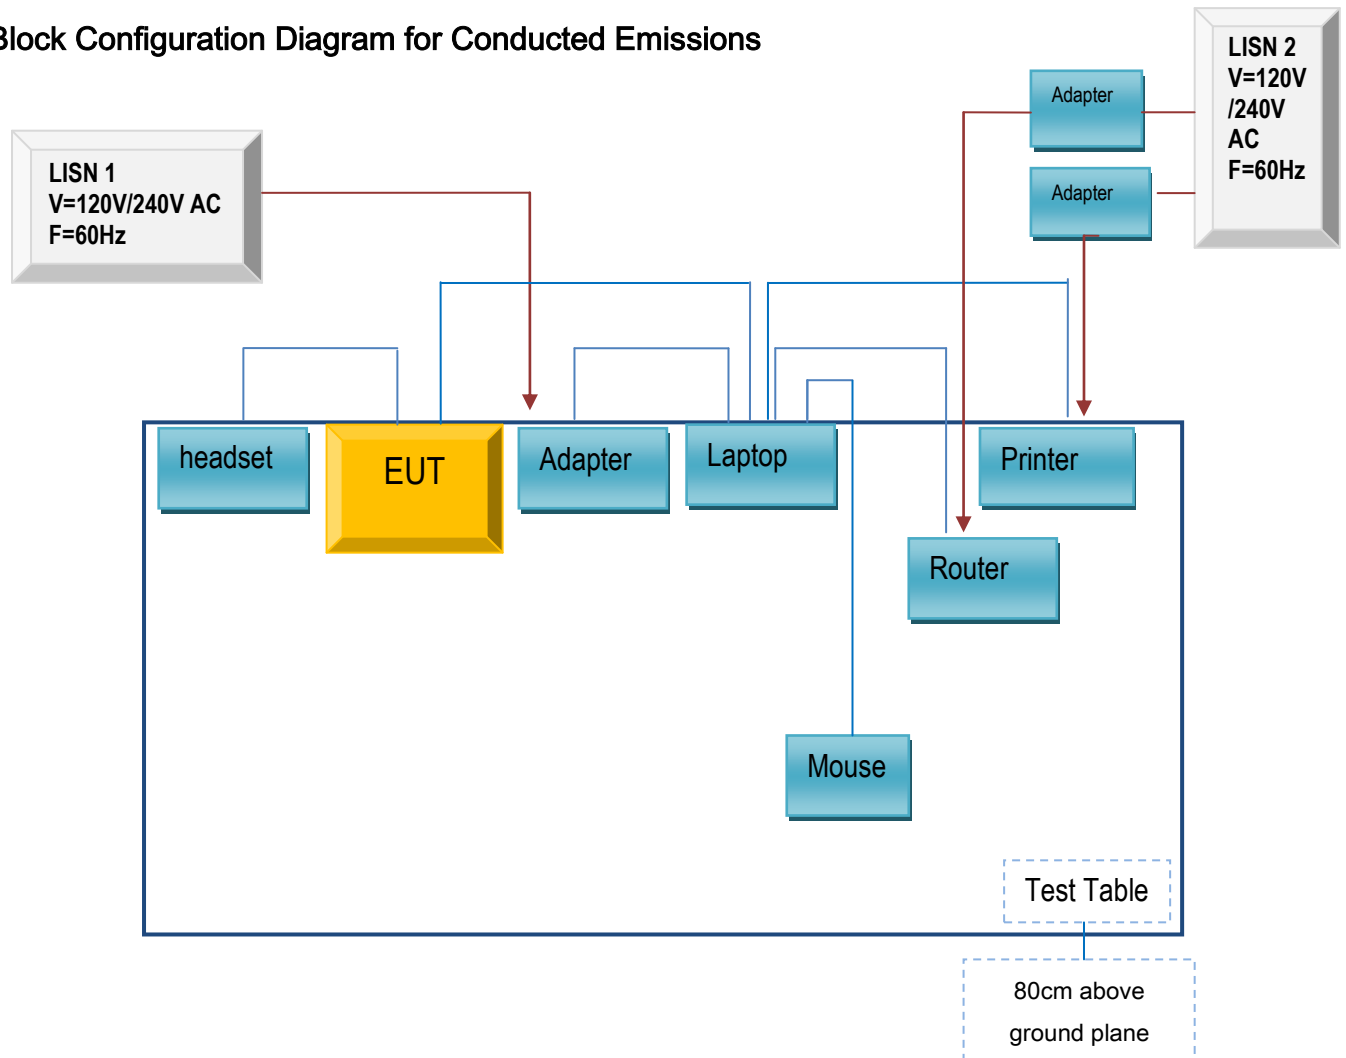 Block Configuration Diagram for Conducted Emissions
LISN 2
V=120V
/240V
AC
F=60Hz
Adapter
Adapter
LISN 1
V=120V/240V AC
F=60Hz
headset
EUT
Adapter
Laptop
Printer
Router
Mouse
Test Table
80cm above
ground plane